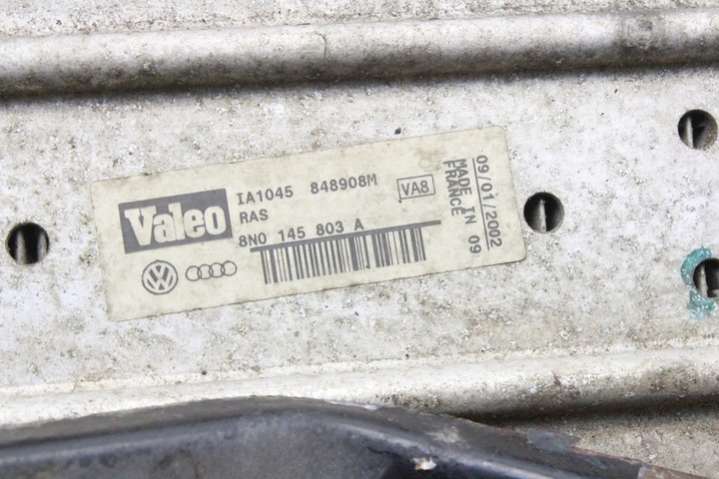 Valeo
IA1045 848908M
RAS
VA8
8N0 145 803 A
09/01/2002
MADE IN 09
FRANCE